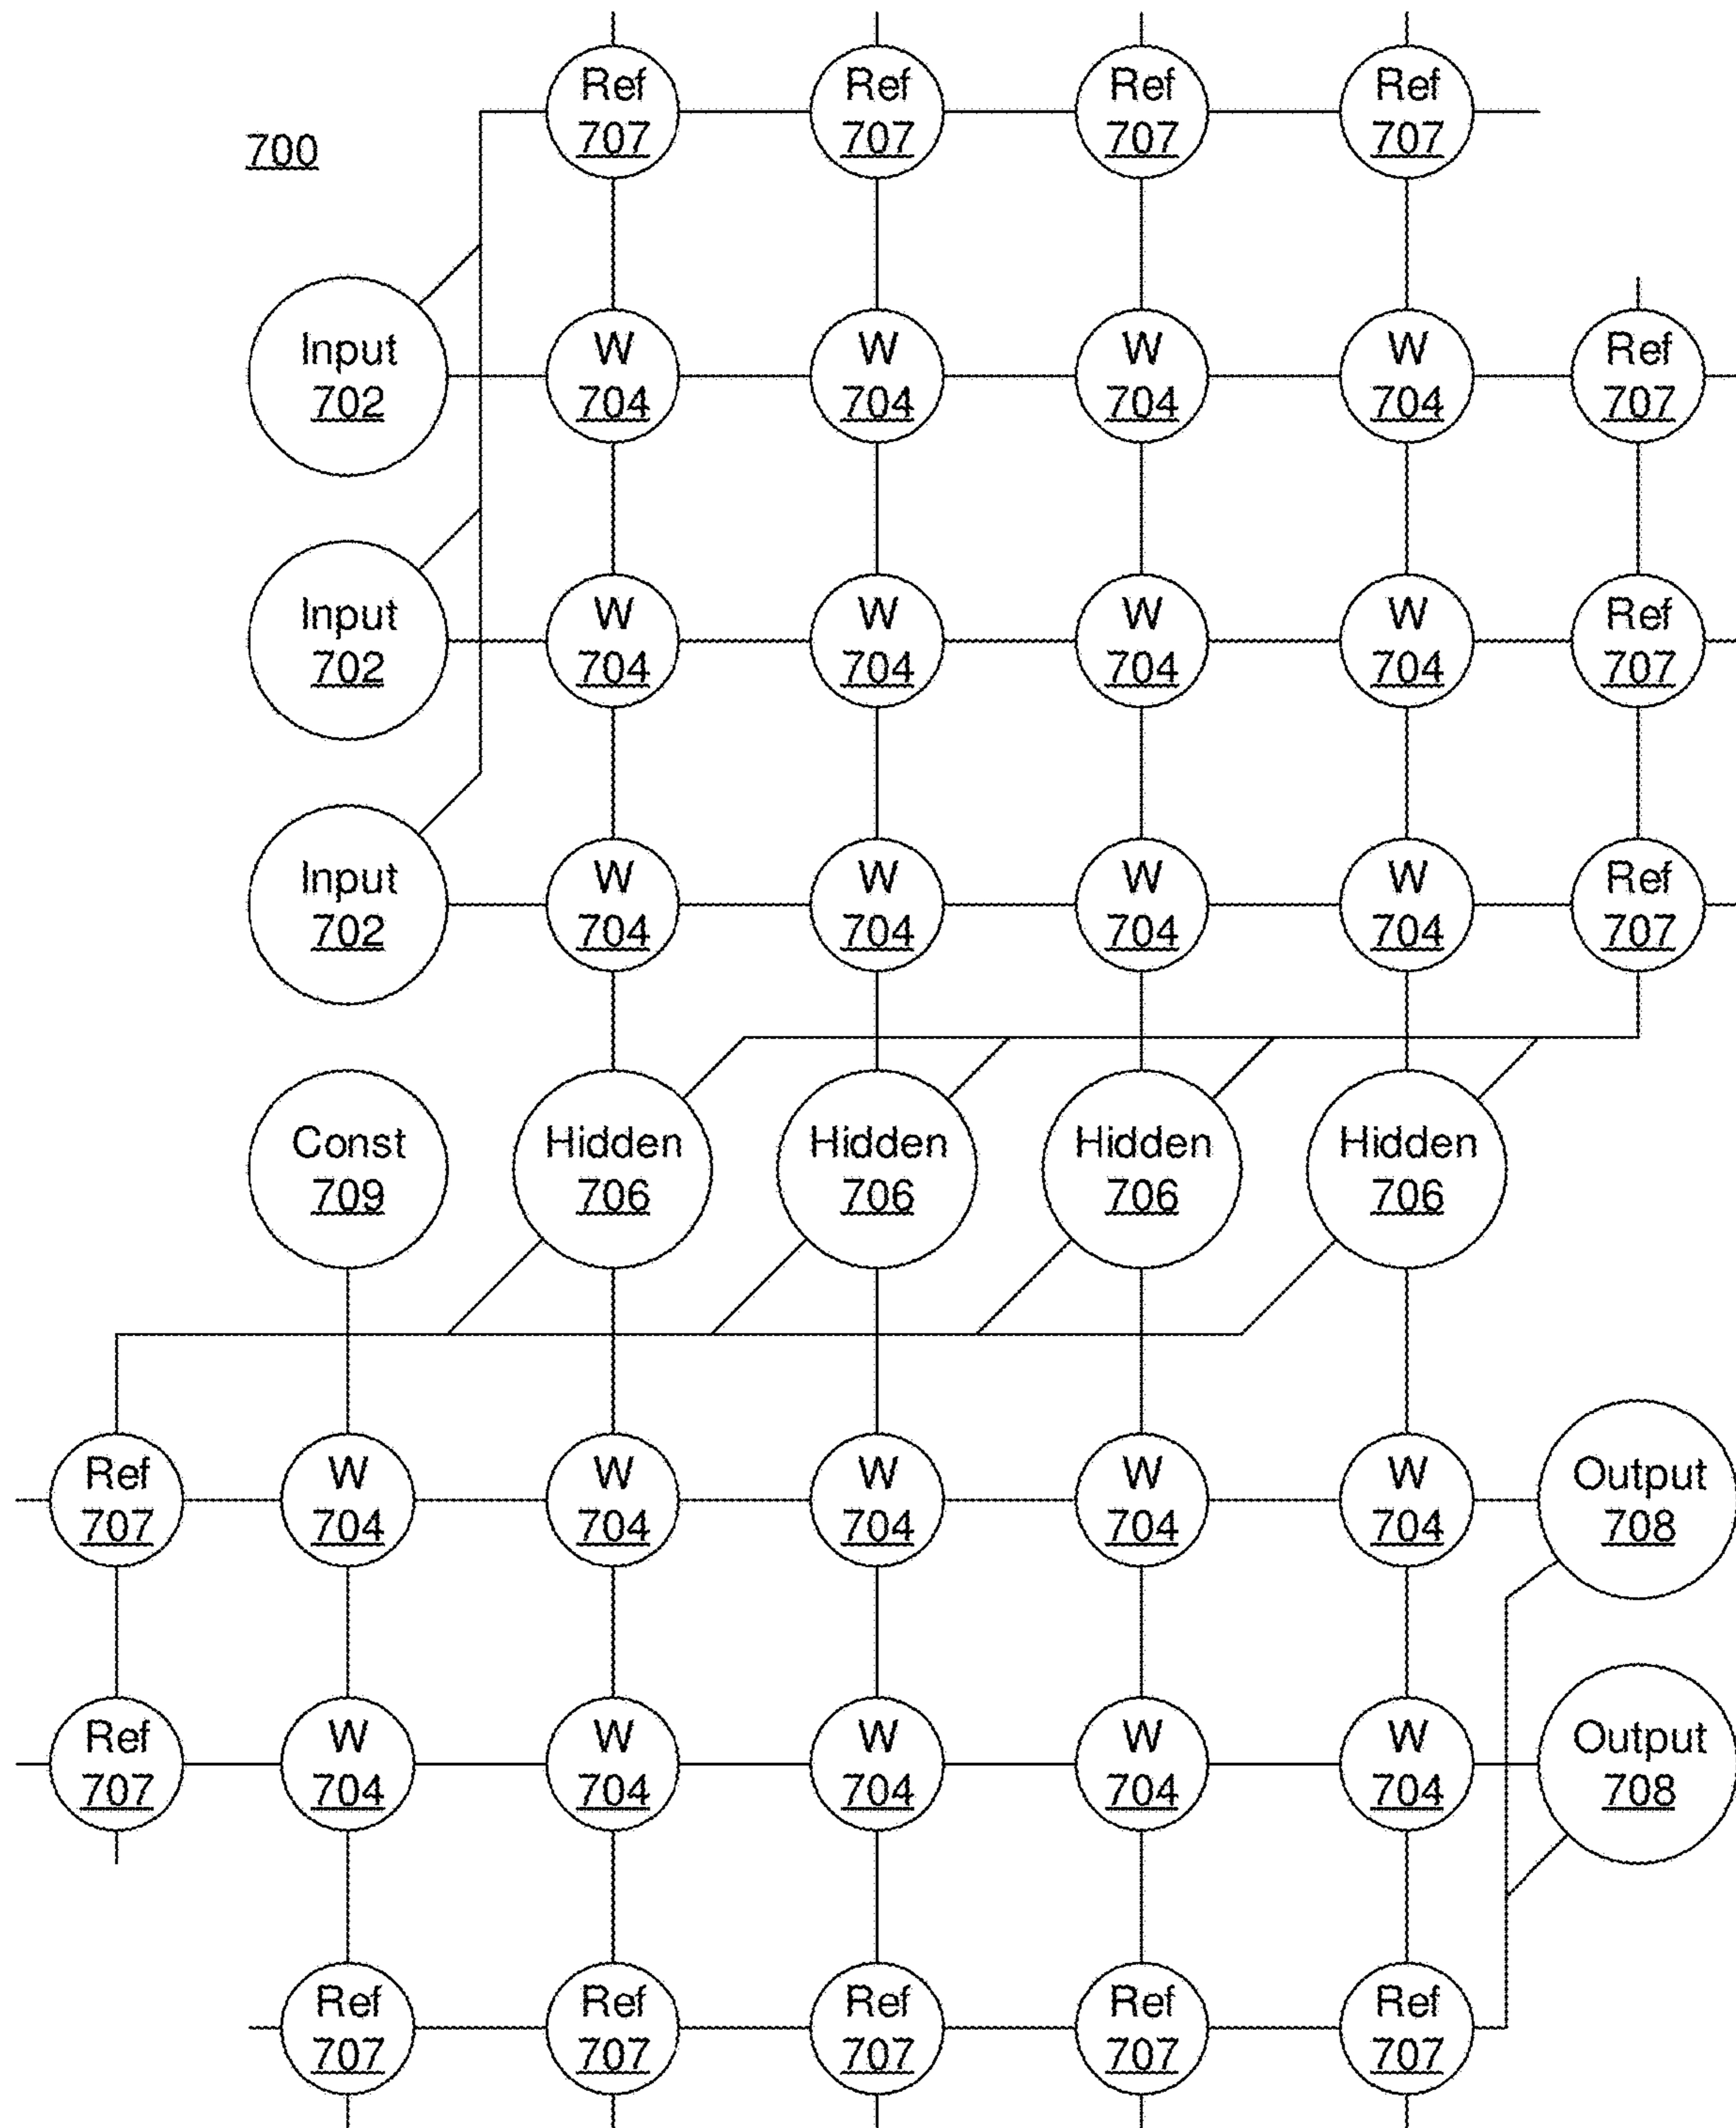 Ref Ref Ref Ref
707 707 707 707
700
Input W W W W Ref
702 704 704 704 704 707
Input W W W W Ref
702 704 704 704 704 707
Input W W W W Ref
702 704 704 704 704 707
Const Hidden Hidden Hidden Hidden
709 706 706 706 706
Ref W W W W W Output
707 704 704 704 704 704 708
Ref W W W W W Output
707 704 704 704 704 704 708
Ref Ref Ref Ref Ref
707 707 707 707 707